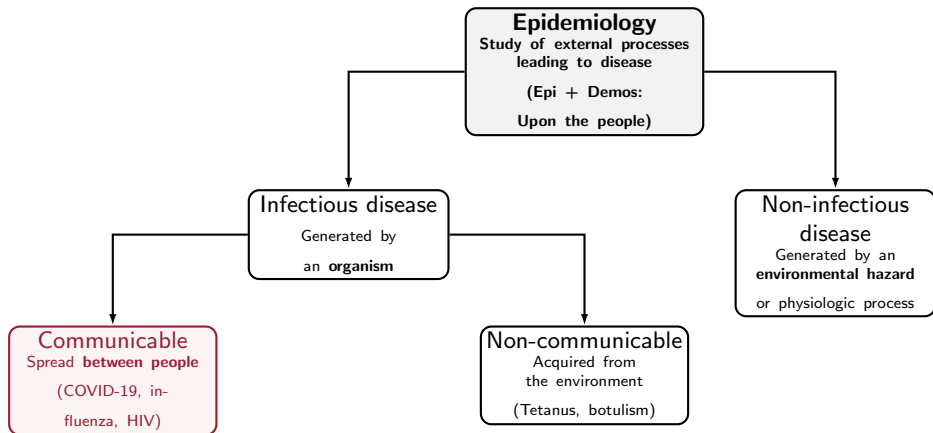 Epidemiology
Study of external processes
leading to disease
(Epi + Demos:
Upon the people)
Infectious disease
Generated by
an organism
Non-infectious
disease
Generated by an
environmental hazard
or physiologic process
Communicable
Spread between people
(COVID-19, in-
fluenza, HIV)
Non-communicable
Acquired from
the environment
(Tetanus, botulism)